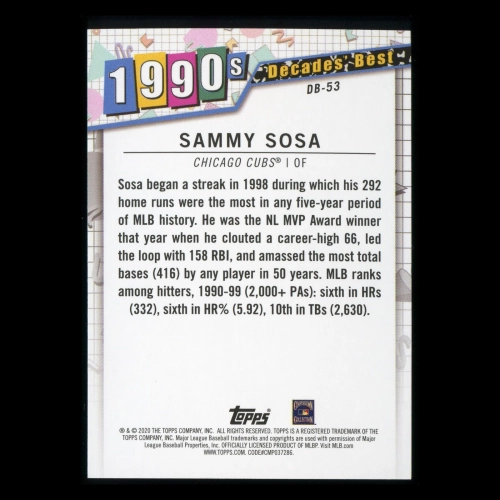 1990s
Decades' Best
DB-53
SAMMY SOSA
CHICAGO CUBS® | OF
Sosa began a streak in 1998 during which his 292
home runs were the most in any five-year period
of MLB history. He was the NL MVP Award winner
that year when he clouted a career-high 66, led
the loop with 158 RBI, and amassed the most total
bases (416) by any player in 50 years. MLB ranks
among hitters, 1990-99 (2,000+ PAs): sixth in HRs
(332), sixth in HR% (5.92), 10th in TBs (2,630).
Topps
® & © 2020 THE TOPPS COMPANY, INC. ALL RIGHTS RESERVED. TOPPS IS A REGISTERED TRADEMARK OF THE
TOPPS COMPANY, INC. Major League Baseball trademarks and copyrights are used with permission of Major
League Baseball Properties, Inc. OFFICIALLY LICENSED PRODUCT OF MLBP. Visit MLB.com
WWW.TOPPS.COM. CODE#CMP037286.